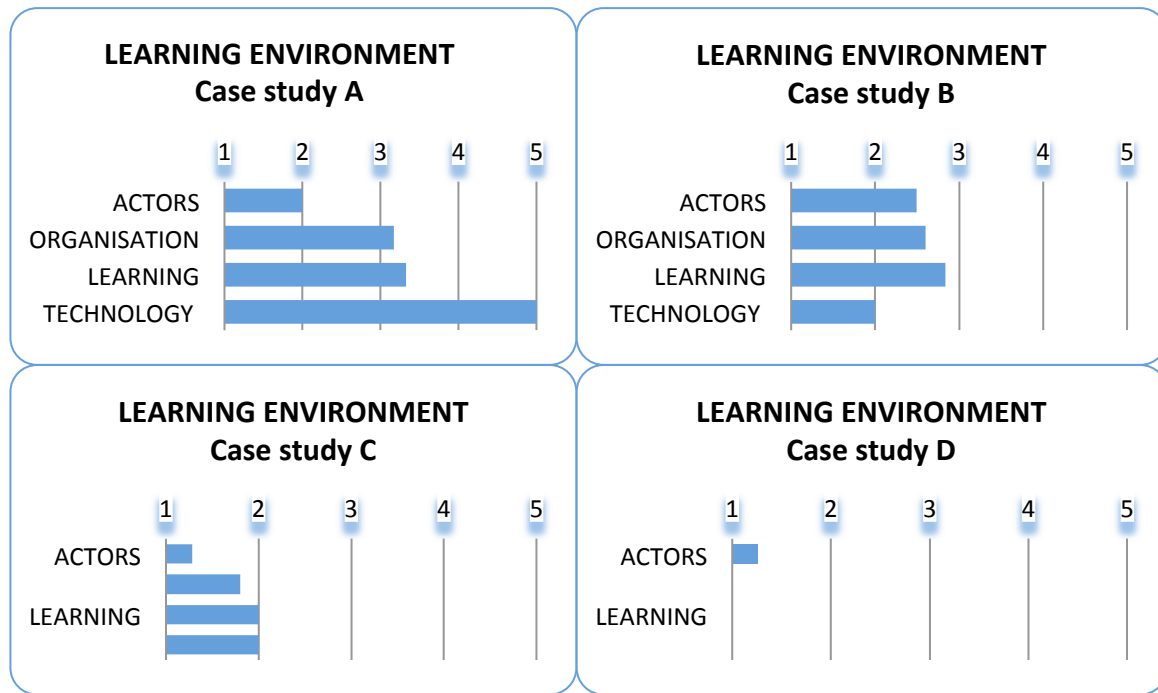 LEARNING ENVIRONMENT
Case study A
1 2 3 4 5
ACTORS
ORGANISATION
LEARNING
TECHNOLOGY
LEARNING ENVIRONMENT
Case study B
1 2 3 4 5
ACTORS
ORGANISATION
LEARNING
TECHNOLOGY
LEARNING ENVIRONMENT
Case study C
1 2 3 4 5
ACTORS
LEARNING
LEARNING ENVIRONMENT
Case study D
1 2 3 4 5
ACTORS
LEARNING